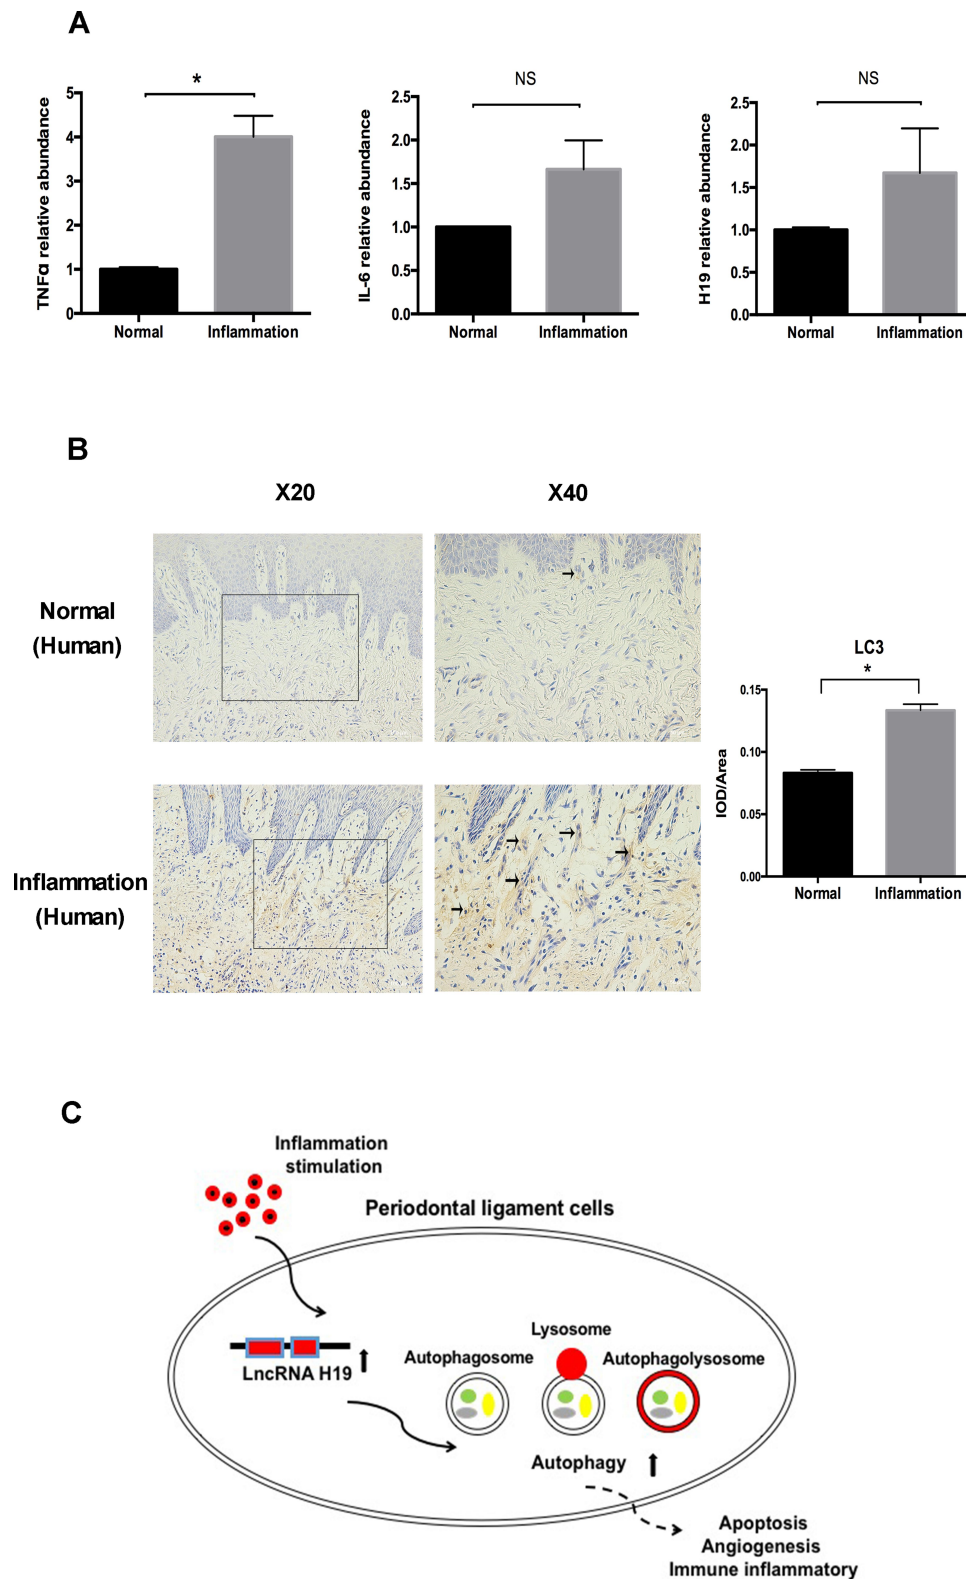 A
*
TNFα relative abundance
5
4
3
2
1
0
Normal
Inflammation
NS
IL-6 relative abundance
2.5
2.0
1.5
1.0
0.5
0.0
Normal
Inflammation
NS
H19 relative abundance
2.5
2.0
1.5
1.0
0.5
0.0
Normal
Inflammation
B
X20
X40
Normal
(Human)
Inflammation
(Human)
LC3
*
IOD/Area
0.15
0.10
0.05
0.00
Normal
Inflammation
C
Inflammation
stimulation
Periodontal ligament cells
LncRNA H19
Autophagosome
Lysosome
Autophagolysosome
Autophagy
Apoptosis
Angiogenesis
Immune inflammatory